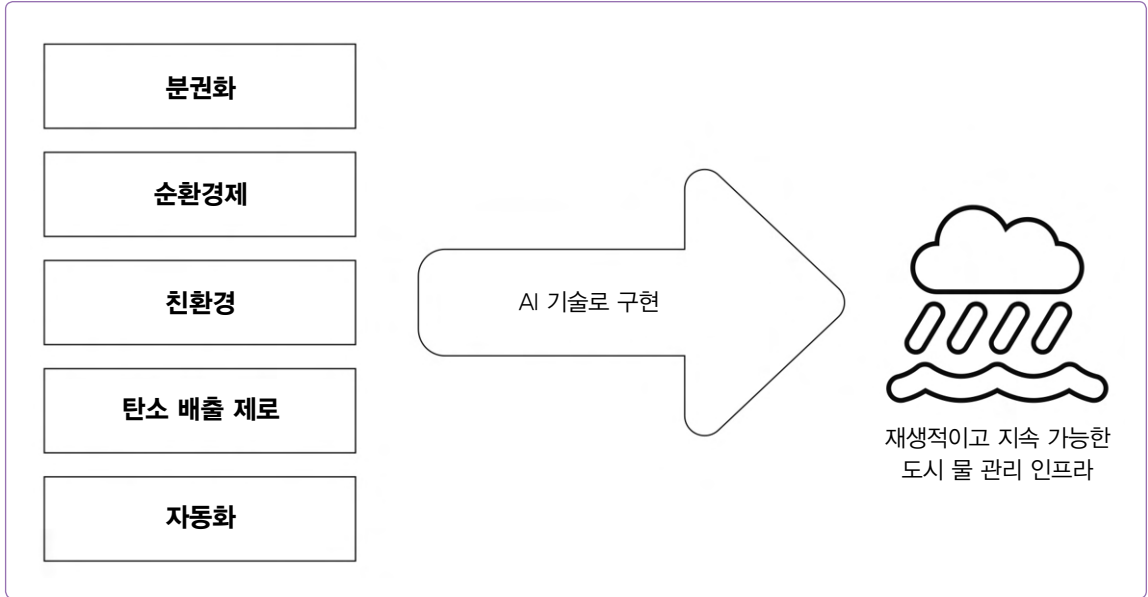 분권화
순환경제
친환경
탄소 배출 제로
자동화
AI 기술로 구현
재생적이고 지속 가능한
도시 물 관리 인프라